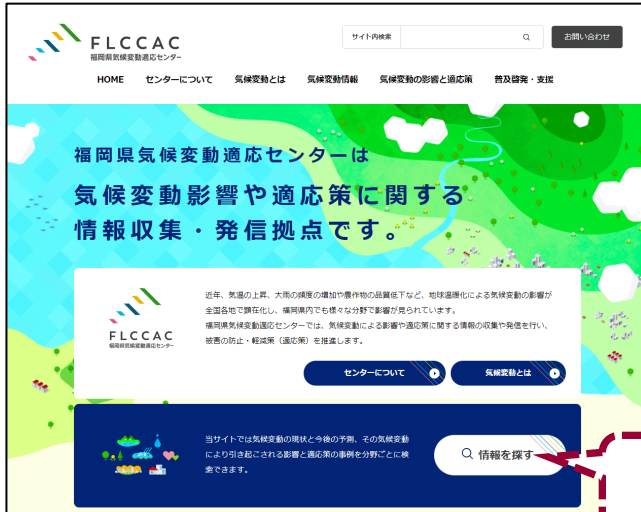 FLCCAC
福岡県気候変動適応センター
サイト内検索
お問い合わせ
HOME センターについて 気候変動とは 気候変動情報 気候変動の影響と適応策 普及啓発・支援
福岡県気候変動適応センターは
気候変動影響や適応策に関する
情報収集・発信拠点です。
FLCCAC
福岡県気候変動適応センター
近年、気温の上昇、大雨の頻度の増加や農作物の品質低下など、地球温暖化による気候変動の影響が
全国各地で顕在化し、福岡県内でも様々な分野で影響が見られています。
福岡県気候変動適応センターでは、気候変動による影響や適応策に関する情報の収集や発信を行い、
被害の防止・軽減策（適応策）を推進します。
センターについて
気候変動とは
当サイトでは気候変動の現状と今後の予測、その気候変動
により引き起こされる影響と適応策の事例を分野ごとに検
索できます。
情報を探す